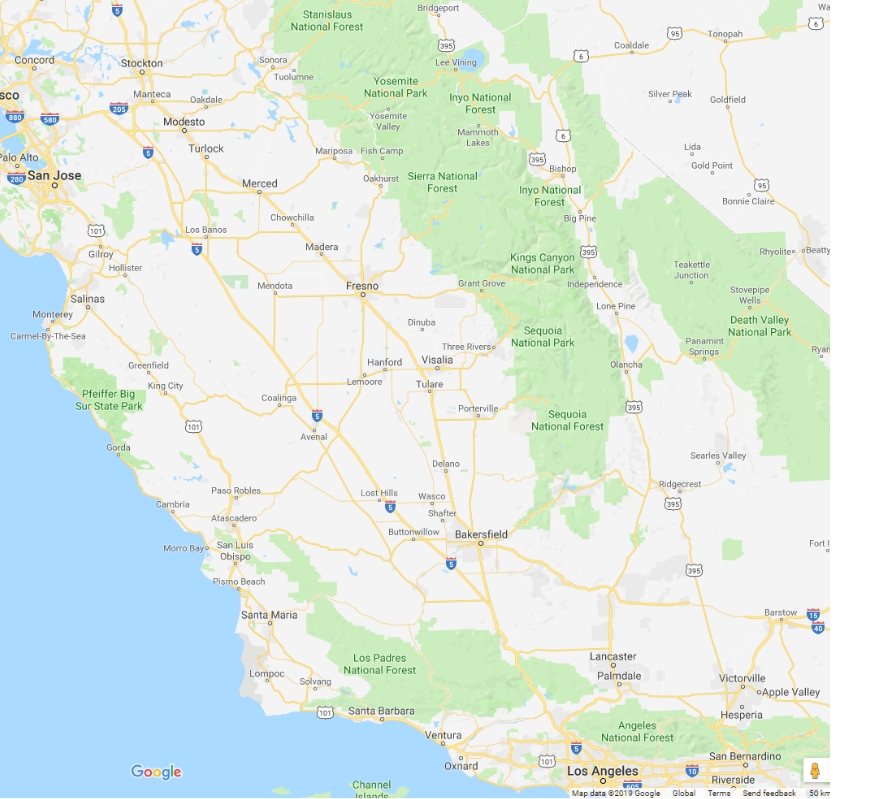 Bridgeport
Wa
5
Stanislaus
National Forest
6
95
Tonopah
395
Coaldale
Concord
Stockton
Sonora
Lee Vining
6
Tuolumne
Manteca
Oakdale
Yosemite
National Park
Inyo National
Forest
Silver Peak
Goldfield
sco
880
580
205
Modesto
Yosemite
Valley
Mammoth
Lakes
6
Palo Alto
5
Turlock
Mariposa
Fish Camp
395
Bishop
Lida
Gold Point
280
San Jose
Merced
Oakhurst
Sierra National
Forest
Inyo National
Forest
95
Bonnie Claire
Chowchilla
Big Pine
101
Los Banos
5
Madera
395
Rhyolite
Beatty
Gilroy
Hollister
Kings Canyon
National Park
Teakettle
Junction
Mendota
Fresno
Grant Grove
Independence
Stovepipe
Wells
Salinas
Lone Pine
Monterey
Dinuba
Death Valley
National Park
Carmel-By-The-Sea
Sequoia
National Park
Three Rivers
Panamint
Springs
Ryan
Greenfield
Hanford
Visalia
Olancha
King City
Lemoore
Tulare
Pfeiffer Big
Sur State Park
Coalinga
Porterville
395
101
5
Sequoia
National Forest
Avenal
Gorda
Searles Valley
Delano
Ridgecrest
Paso Robles
Lost Hills
Wasco
395
Cambria
5
Shafter
Atascadero
Buttonwillow
Bakersfield
Morro Bay
San Luis
Obispo
Fort I
5
395
Pismo Beach
Santa Maria
Barstow
15
40
Los Padres
National Forest
Lancaster
Palmdale
Lompoc
Solvang
Victorville
Apple Valley
101
Santa Barbara
Hesperia
Ventura
Angeles
National Forest
5
101
San Bernardino
Oxnard
Google
Los Angeles
10
Riverside
405
Channel
Islands
Map data ©2019 Google Global Terms Send feedback 50 km